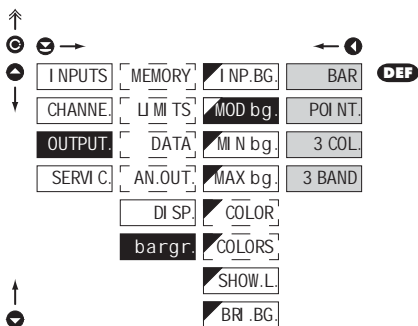 INPUTS MEMORY INP.BG. BAR DEF
CHANNE. LIMITS MOD bg. POINT.
OUTPUT. DATA MIN bg. 3 COL.
SERVIC. AN.OUT. MAX bg. 3 BAND
DISP. COLOR
bargr. COLORS
SHOW.L.
BRI.BG.